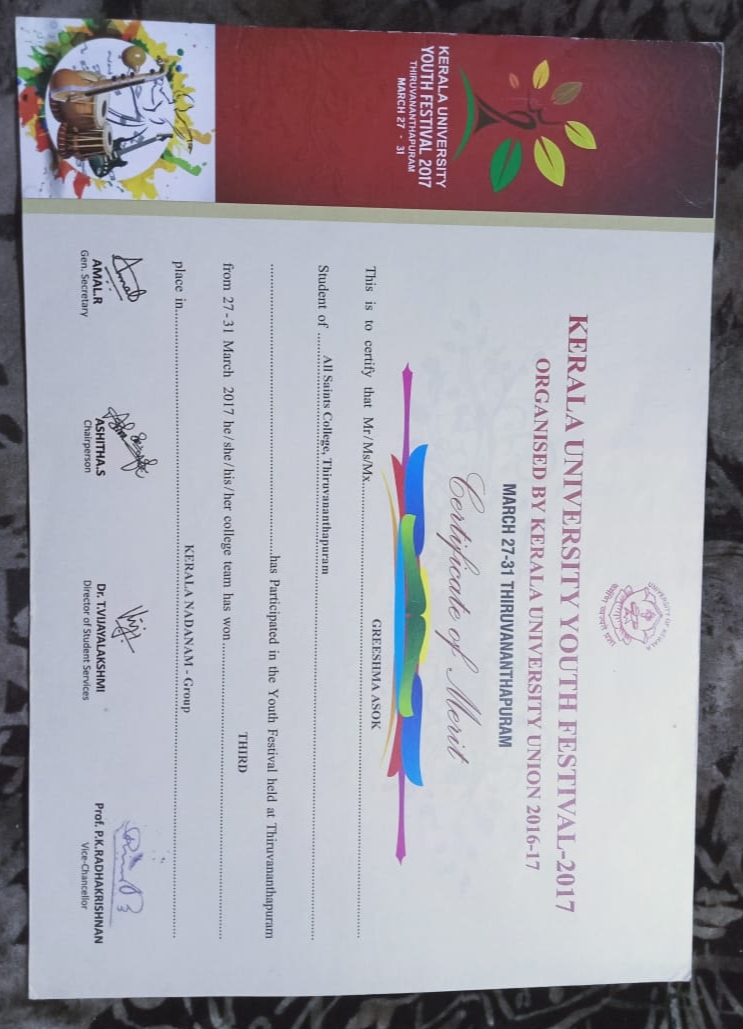 KERALA UNIVERSITY
YOUTH FESTIVAL 2017
THIRUVANANTHAPURAM
MARCH 27 - 31
UNIVERSITY OF KERALA
KERALA UNIVERSITY YOUTH FESTIVAL-2017
ORGANISED BY KERALA UNIVERSITY UNION 2016-17
MARCH 27-31 THIRUVANANTHAPURAM
Certificate of Merit
This is to certify that Mr/Ms/Mx.............GREESHMA ASOK.............
Student of .............All Saints College, Thiruvananthapuram.............
.............has Participated in the Youth Festival held at Thiruvananthapuram
from 27-31 March 2017 he/she/his/her college team has won.............THIRD.............
place in.............KERALA NADANAM - Group.............
AMAL.R
Gen. Secretary
ASHITHA.S
Chairperson
Dr. T.VIJAYALAKSHMI
Director of Student Services
Prof. P.K.RADHAKRISHNAN
Vice-Chancellor